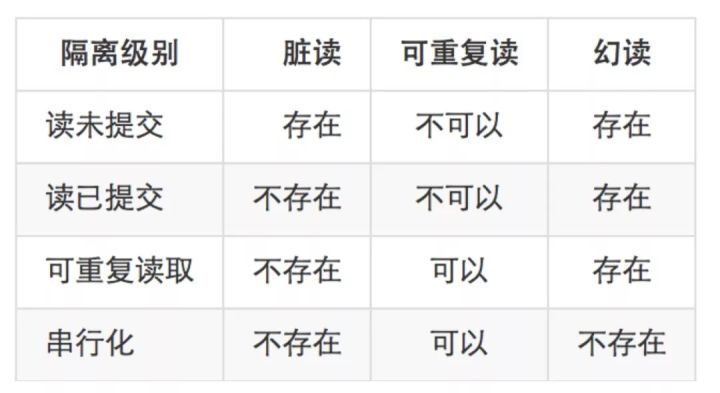 隔离级别 脏读 可重复读 幻读
读未提交 存在 不可以 存在
读已提交 不存在 不可以 存在
可重复读取 不存在 可以 存在
串行化 不存在 可以 不存在